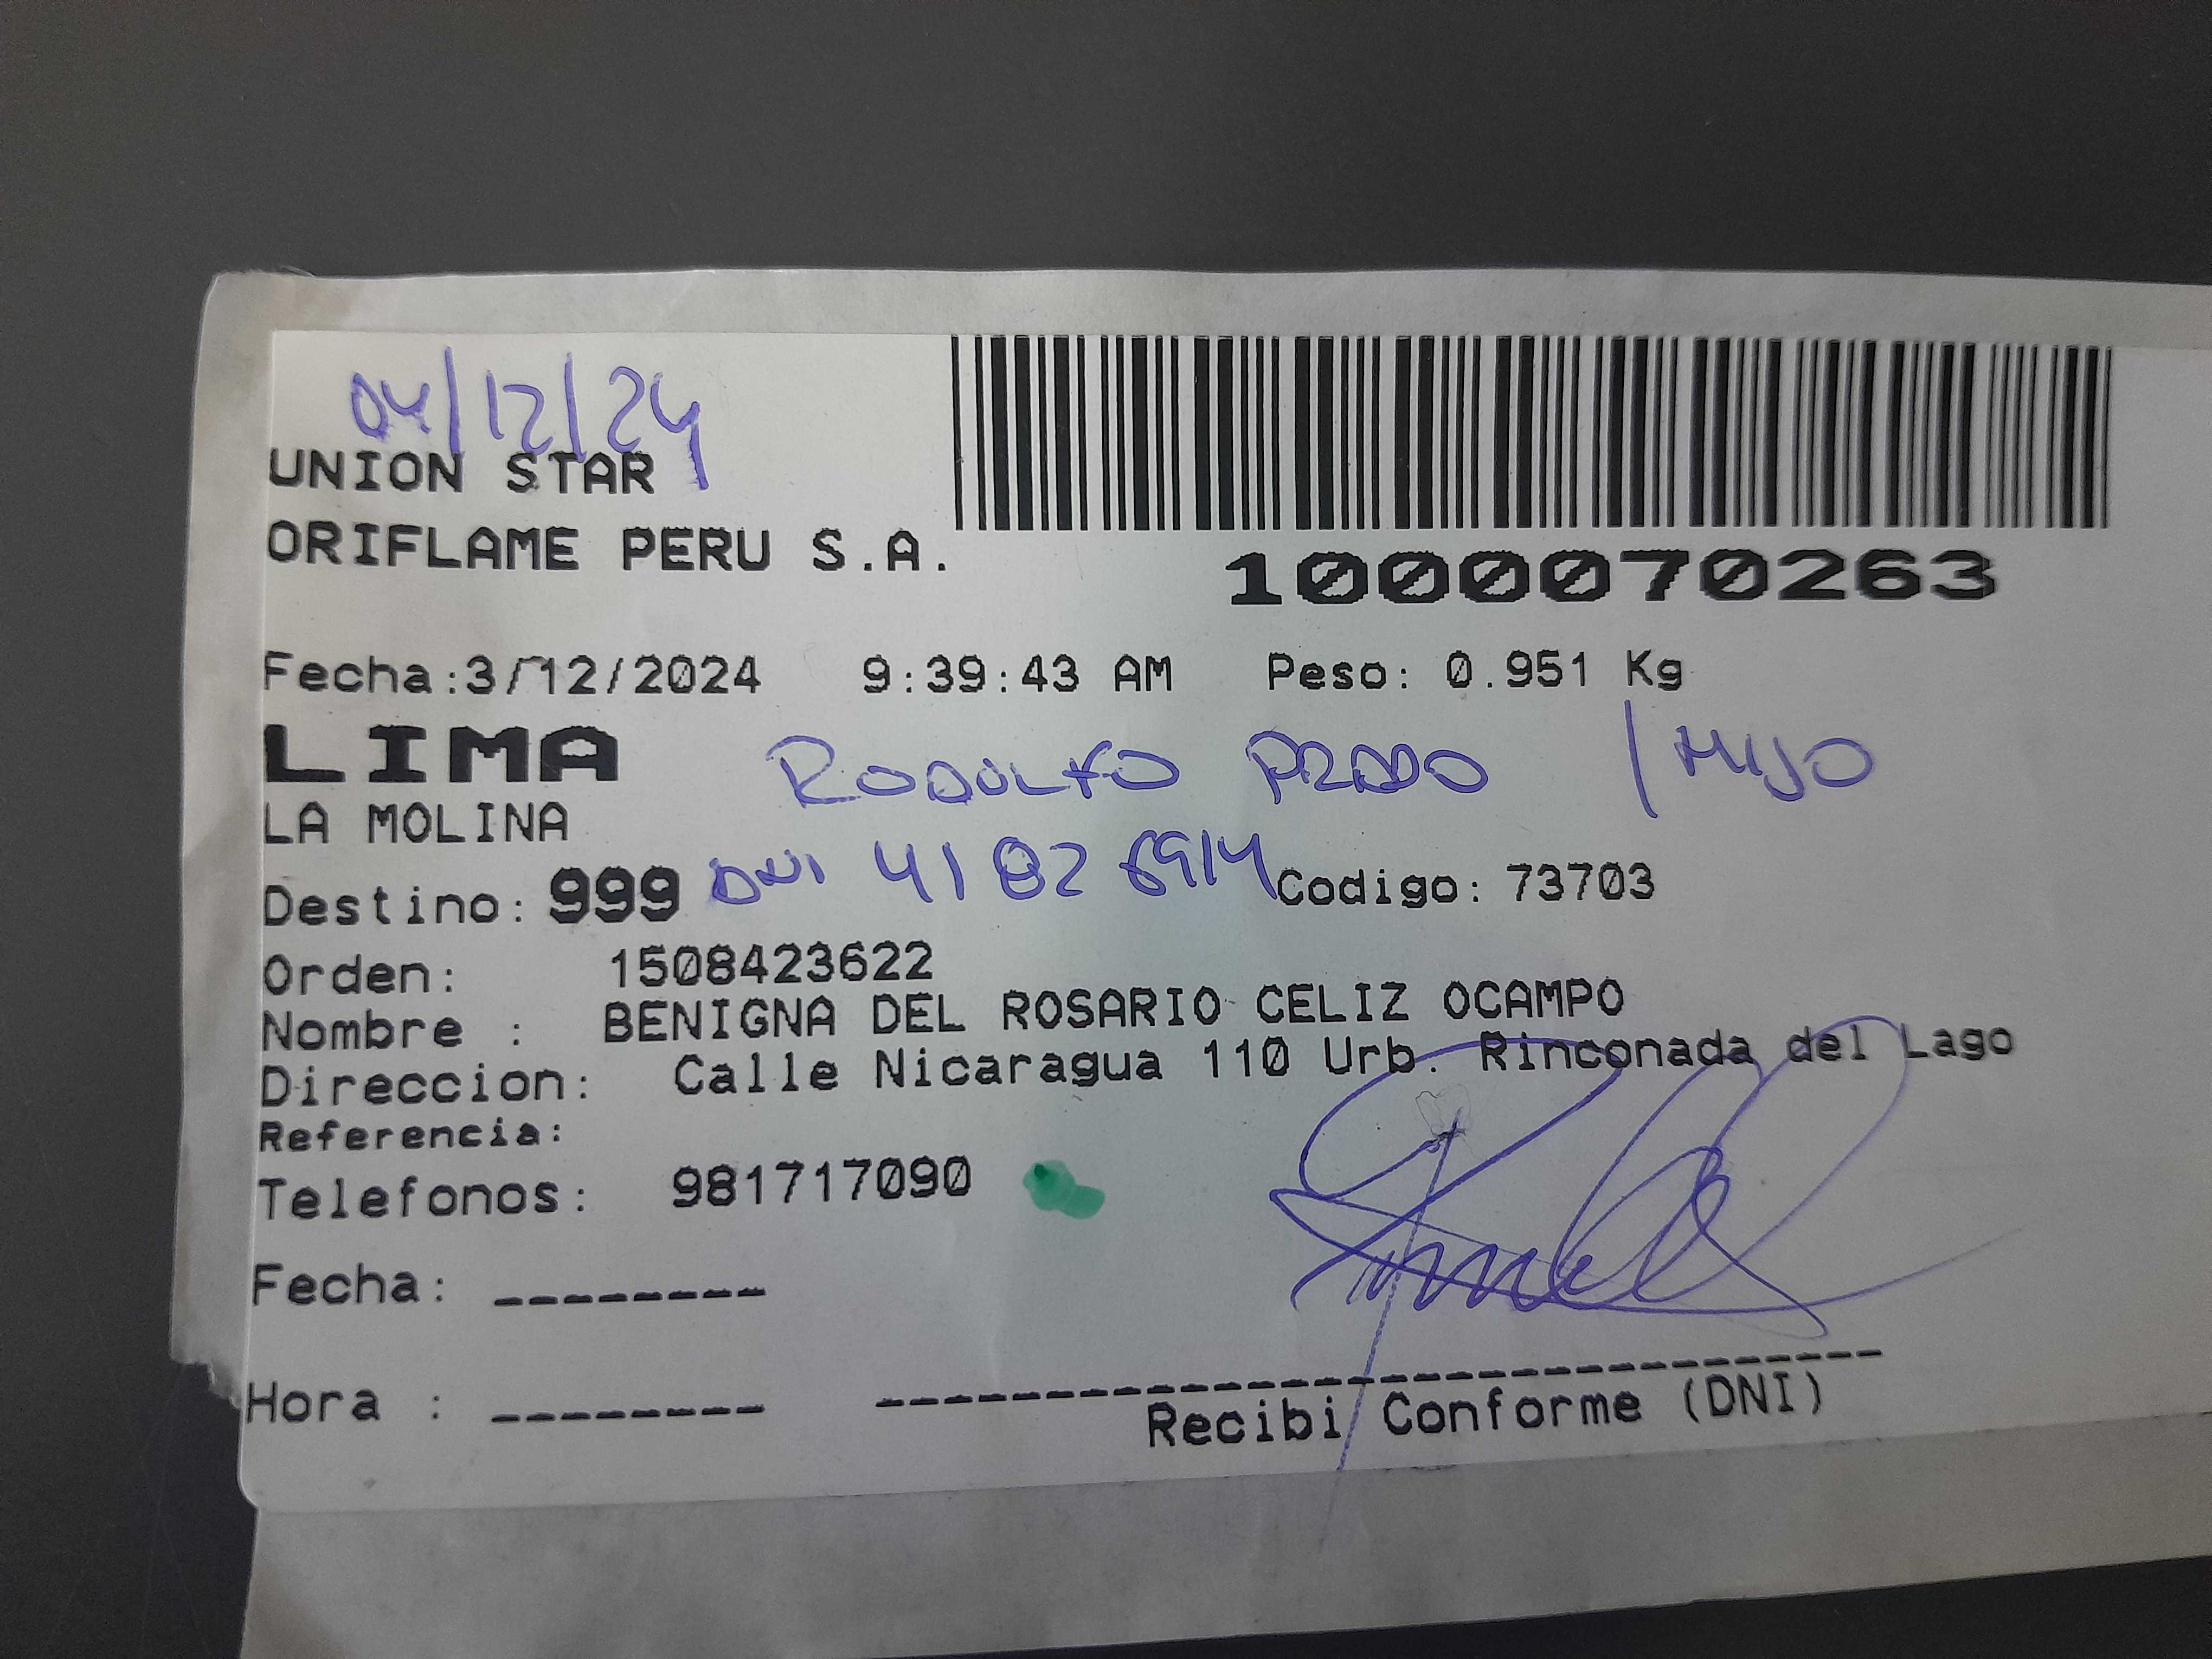 04/12/24
UNION STAR
ORIFLAME PERU S.A.
1000070263
Fecha:3/12/2024 9:39:43 AM Peso: 0.951 Kg
LIMA RODOLFO PRADO / HIJO
LA MOLINA
Destino: 999 DNI 41826914 Codigo: 73703
Orden: 1508423622
Nombre : BENIGNA DEL ROSARIO CELIZ OCAMPO
Direccion: Calle Nicaragua 110 Urb. Rinconada del Lago
Referencia:
Telefonos: 981717090
Fecha: --------
Hora : --------
Recibi Conforme (DNI)